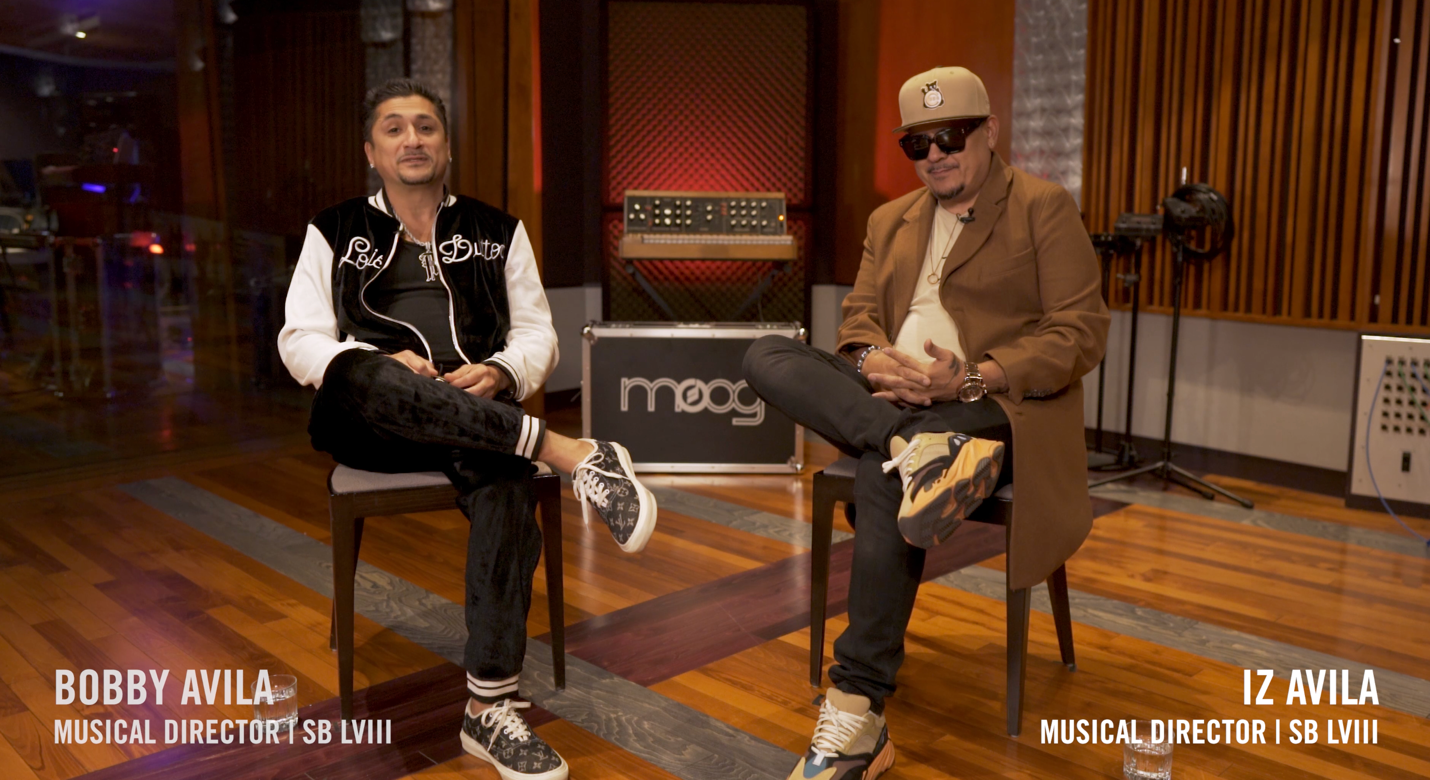 moog
BOBBY AVILA
MUSICAL DIRECTOR | SB LVIII
IZ AVILA
MUSICAL DIRECTOR | SB LVIII